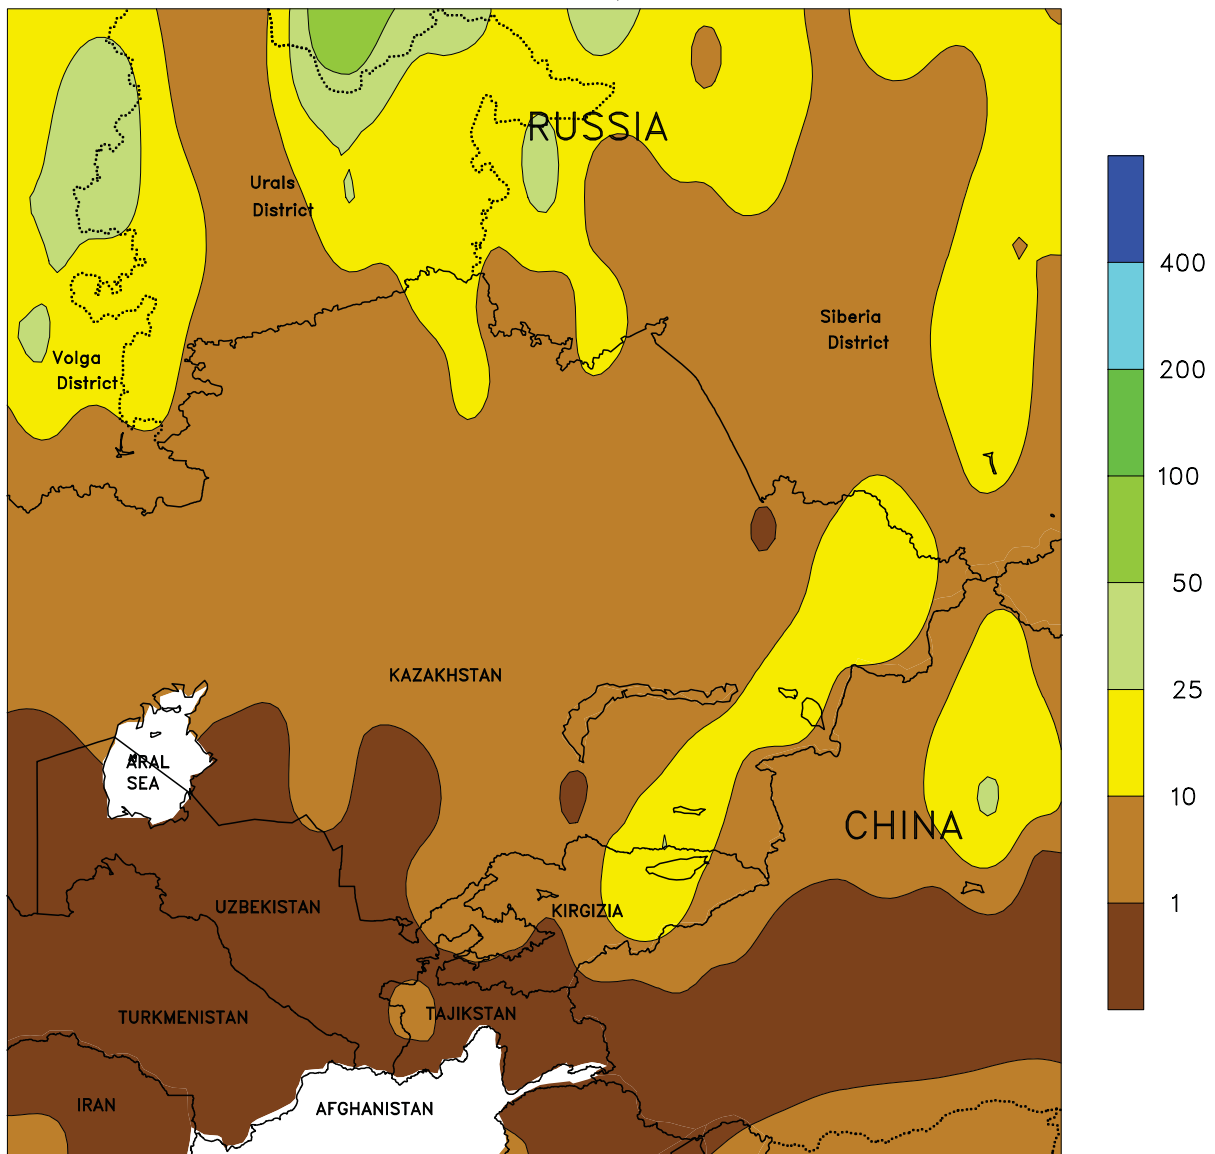 RUSSIA
Urals
District
Siberia
District
Volga
District
KAZAKHSTAN
ARAL
SEA
CHINA
UZBEKISTAN
KIRGIZIA
TURKMENISTAN
TAJIKSTAN
IRAN
AFGHANISTAN
400
200
100
50
25
10
1